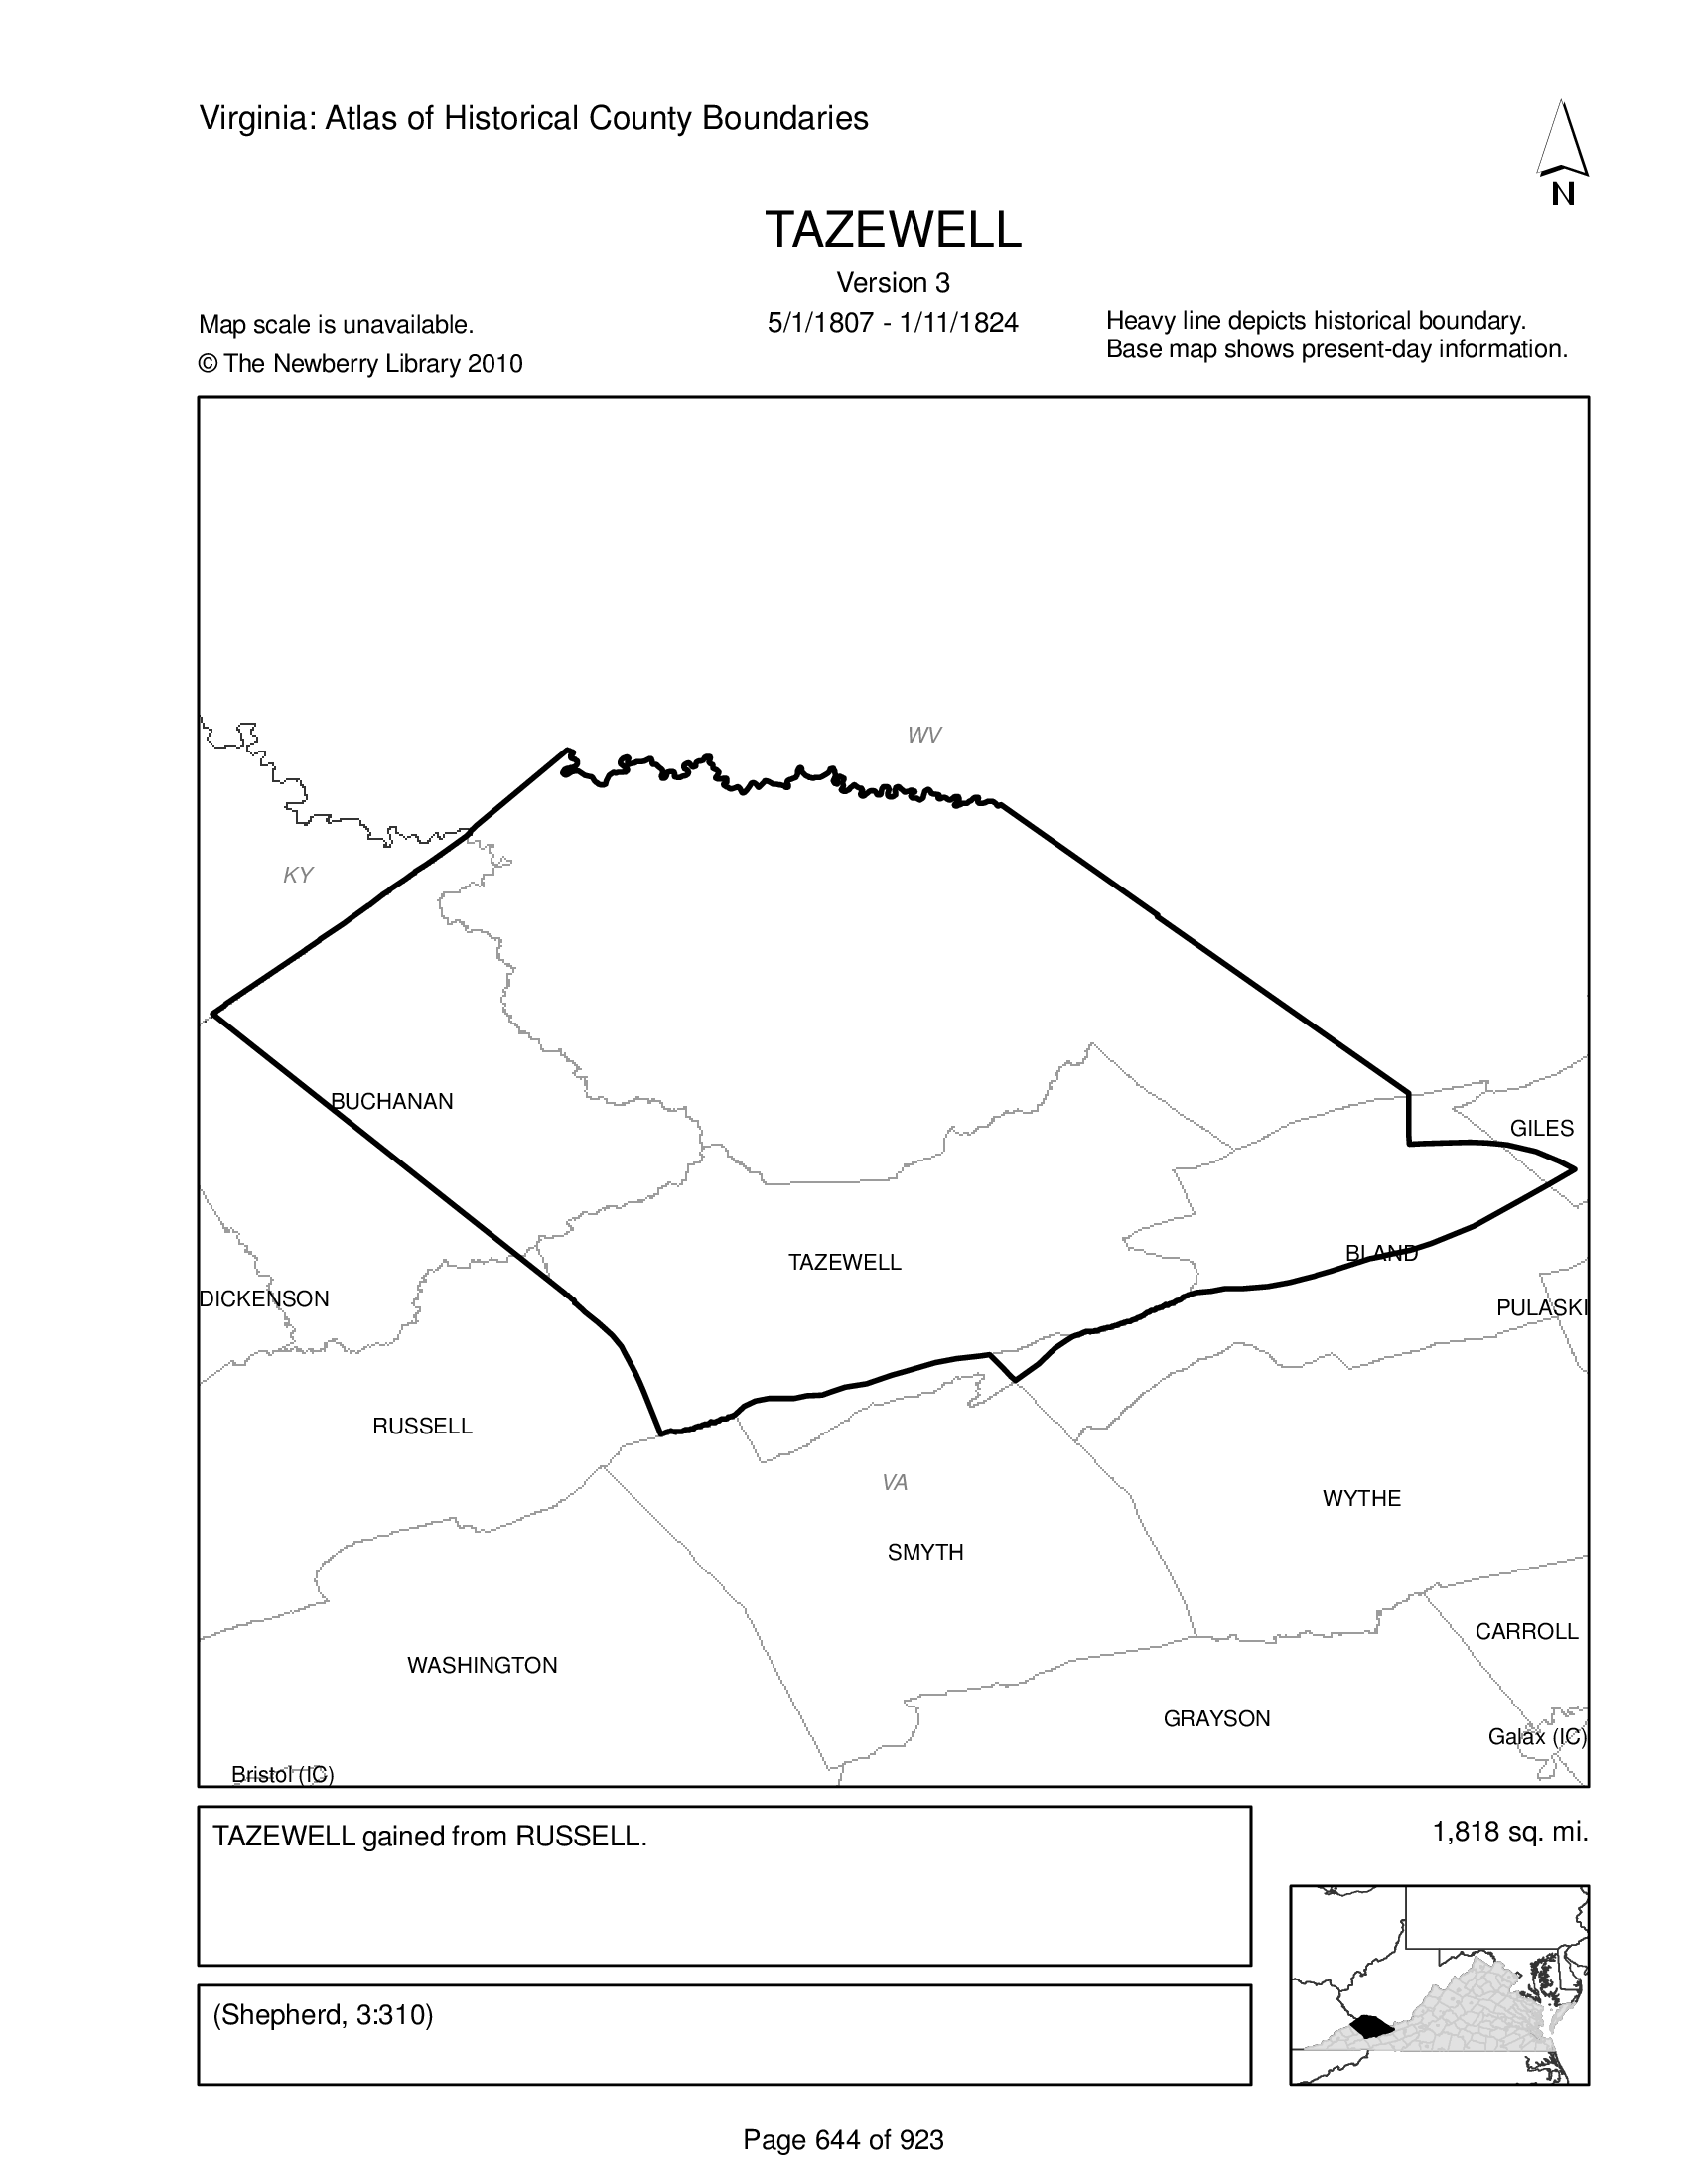 Virginia: Atlas of Historical County Boundaries
N
TAZEWELL
Version 3
5/1/1807 - 1/11/1824
Map scale is unavailable.
© The Newberry Library 2010
Heavy line depicts historical boundary.
Base map shows present-day information.
WV
KY
BUCHANAN
GILES
TAZEWELL
BLAND
DICKENSON
PULASKI
RUSSELL
VA
WYTHE
SMYTH
CARROLL
WASHINGTON
GRAYSON
Galax (IC)
Bristol (IC)
TAZEWELL gained from RUSSELL.
1,818 sq. mi.
(Shepherd, 3:310)
Page 644 of 923